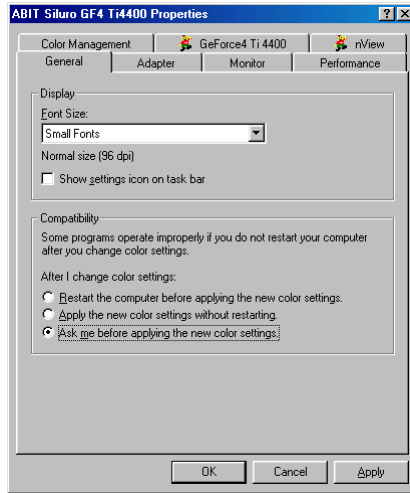 ABIT Siluro GF4 Ti4400 Properties
Color Management GeForce4 Ti 4400 nView
General Adapter Monitor Performance
Display
Font Size:
Small Fonts
Normal size (96 dpi)
Show settings icon on task bar
Compatibility
Some programs operate improperly if you do not restart your computer
after you change color settings.
After I change color settings:
Restart the computer before applying the new color settings.
Apply the new color settings without restarting.
Ask me before applying the new color settings.
OK Cancel Apply